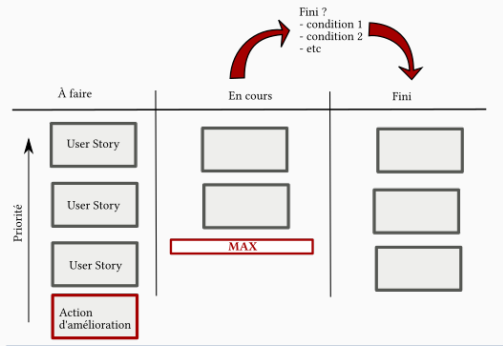 Fini ?
- condition 1
- condition 2
- etc
À faire
En cours
Fini
Priorité
User Story
User Story
MAX
User Story
Action
d'amélioration